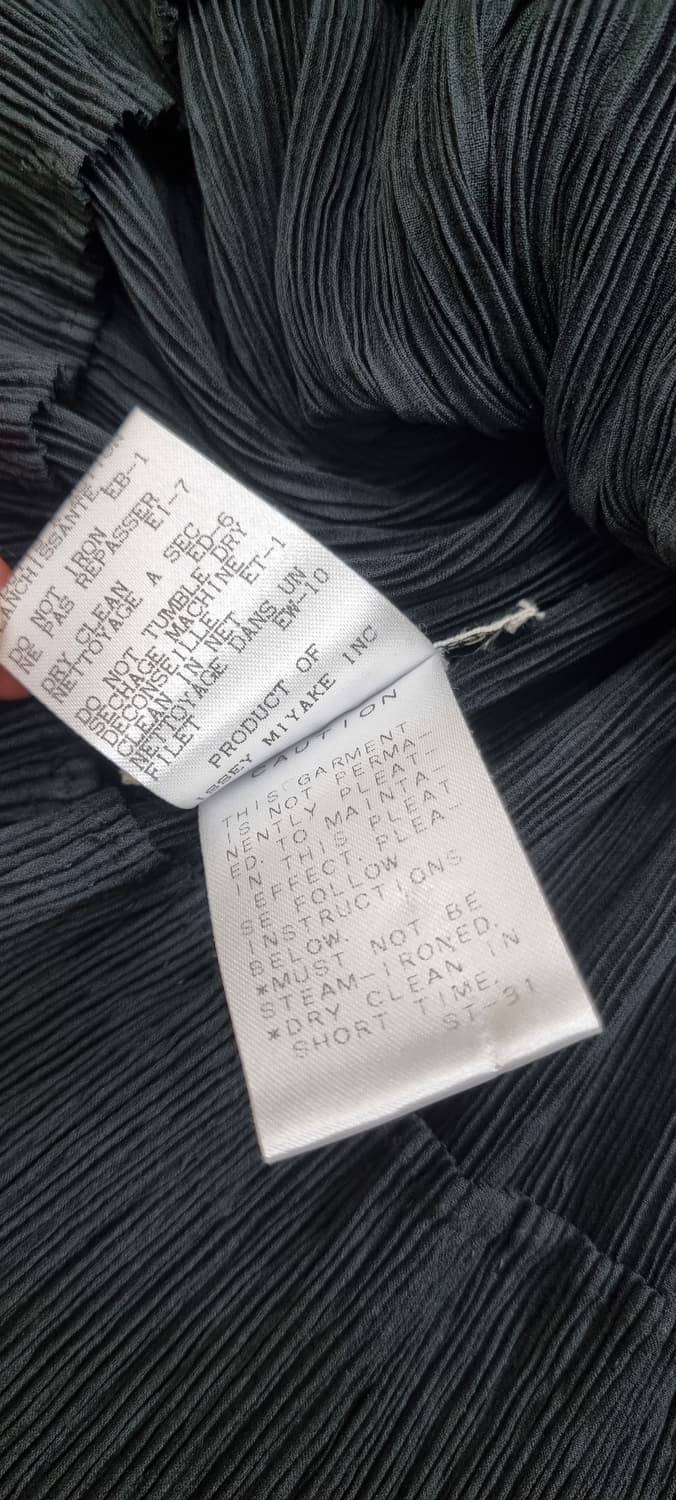 EB-1
DO NOT IRON
NE PAS REPASSER
EI-7
DRY CLEAN
NETTOYAGE A SEC
ED-6
DO NOT TUMBLE DRY
SECHAGE MACHINE
DECONSEILLE
ET-1
CLEAN IN NET
NETTOYAGE DANS UN
FILET
EW-10
PRODUCT OF
ISSEY MIYAKE INC
CAUTION
THIS GARMENT
IS NOT PERMA-
NENTLY PLEAT-
ED. TO MAINTA-
IN THIS PLEAT
EFFECT. PLEA-
SE FOLLOW
INSTRUCTIONS
BELOW.
*MUST NOT BE
STEAM-IRONED.
*DRY CLEAN IN
SHORT TIME.
ST-31